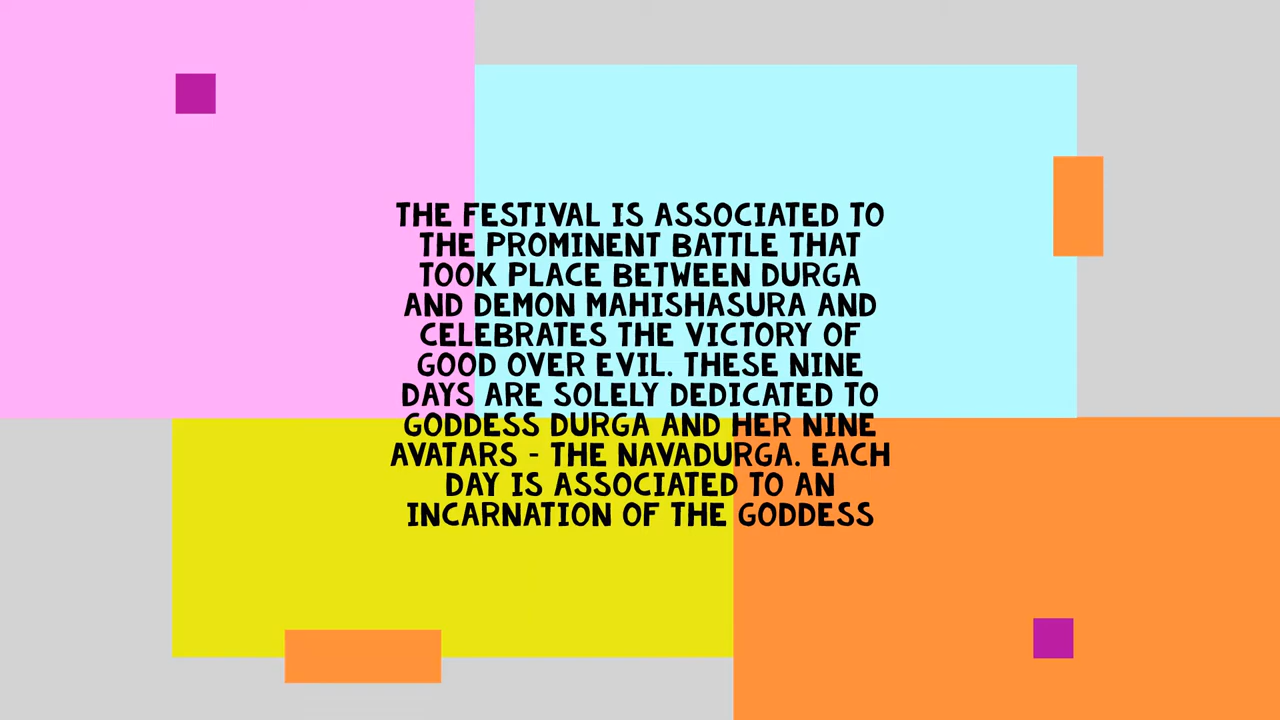 THE FESTIVAL IS ASSOCIATED TO
THE PROMINENT BATTLE THAT
TOOK PLACE BETWEEN DURGA
AND DEMON MAHISHASURA AND
CELEBRATES THE VICTORY OF
GOOD OVER EVIL. THESE NINE
DAYS ARE SOLELY DEDICATED TO
GODDESS DURGA AND HER NINE
AVATARS - THE NAVADURGA. EACH
DAY IS ASSOCIATED TO AN
INCARNATION OF THE GODDESS